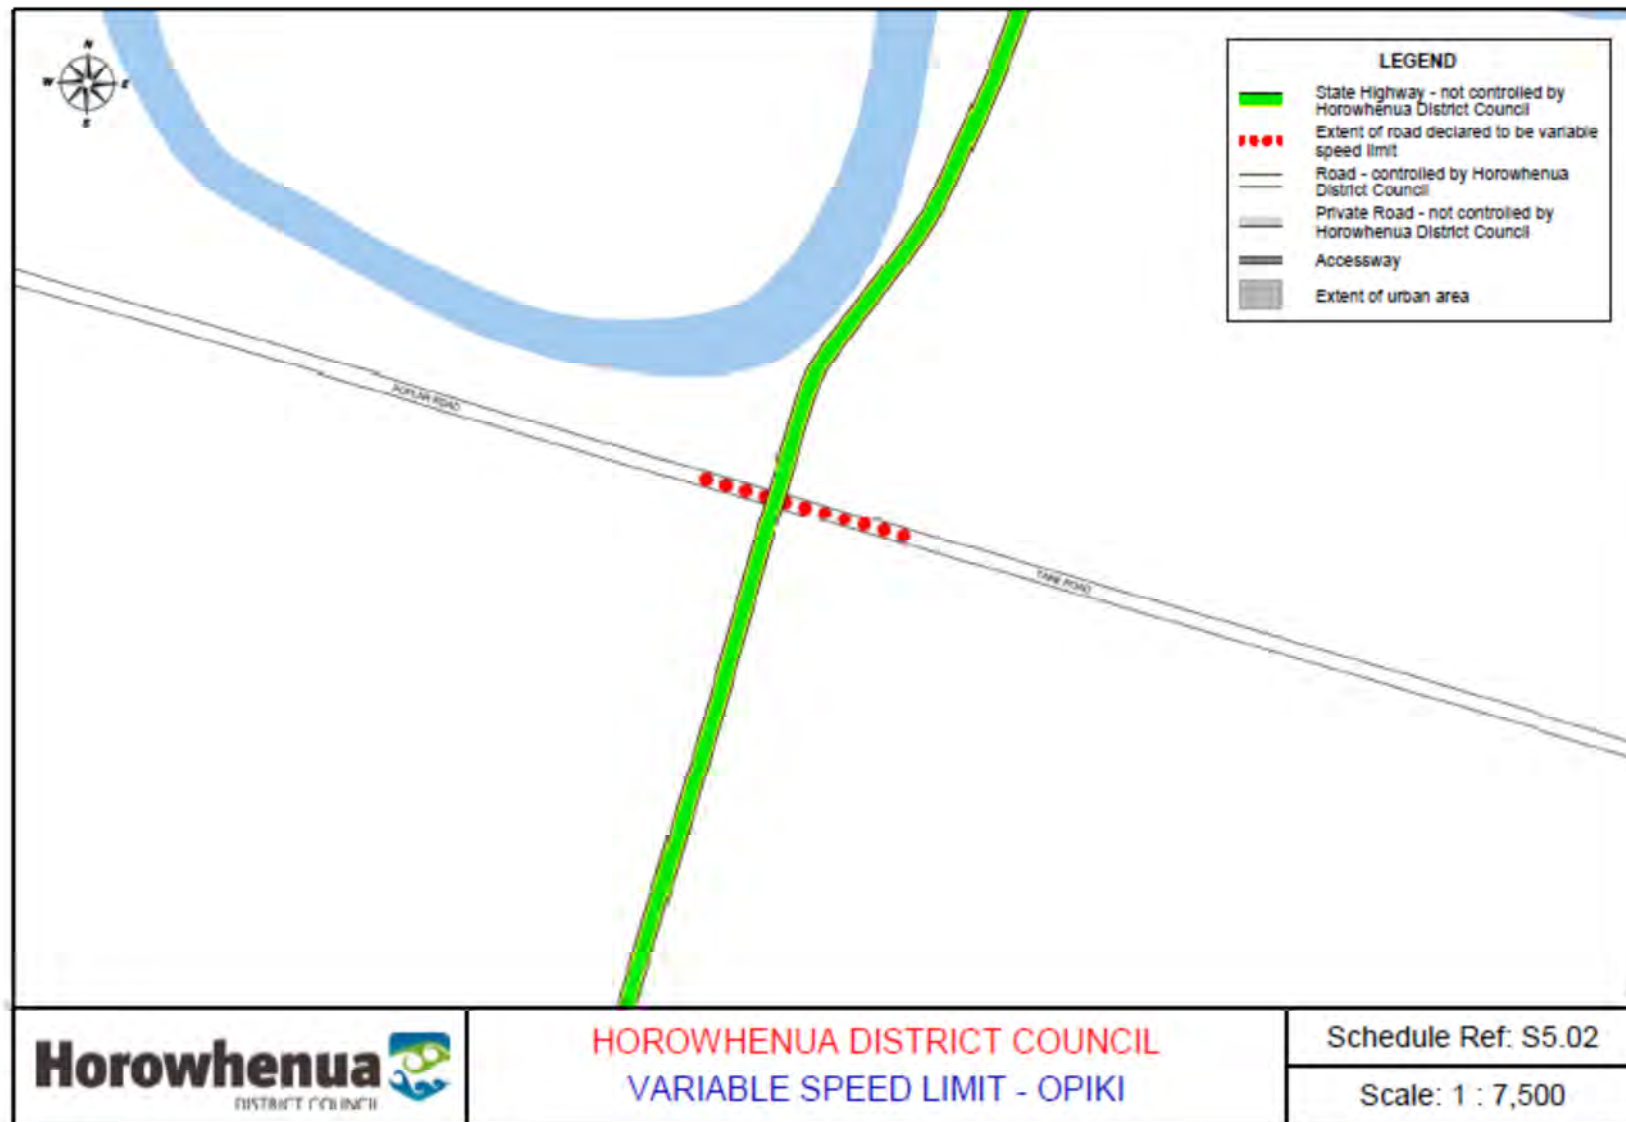 N
W E
S
LEGEND
State Highway - not controlled by
Horowhenua District Council
Extent of road declared to be variable
speed limit
Road - controlled by Horowhenua
District Council
Private Road - not controlled by
Horowhenua District Council
Accessway
Extent of urban area
POPLAR ROAD
TANE ROAD
Horowhenua
DISTRICT COUNCIL
HOROWHENUA DISTRICT COUNCIL
VARIABLE SPEED LIMIT - OPIKI
Schedule Ref: S5.02
Scale: 1 : 7,500